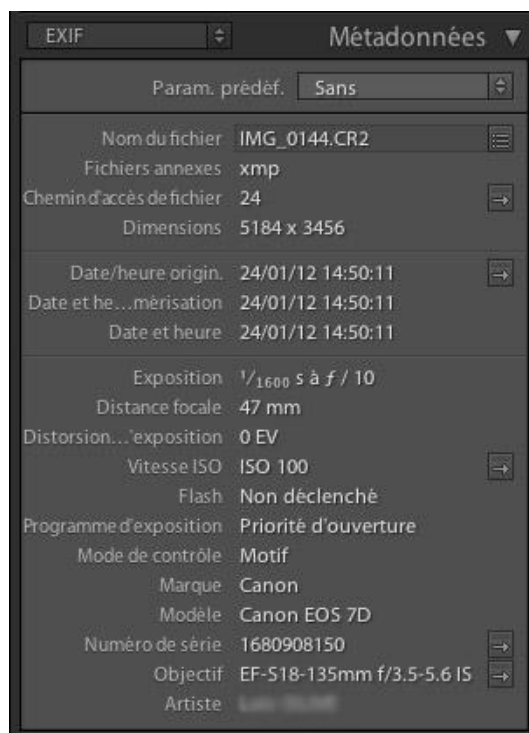 EXIF Métadonnées
Param. prédéf. Sans
Nom du fichier IMG_0144.CR2
Fichiers annexes xmp
Chemin d'accès de fichier 24
Dimensions 5184 x 3456
Date/heure origin. 24/01/12 14:50:11
Date et he...mérisation 24/01/12 14:50:11
Date et heure 24/01/12 14:50:11
Exposition 1/1600 s à ƒ / 10
Distance focale 47 mm
Distorsion...'exposition 0 EV
Vitesse ISO ISO 100
Flash Non déclenché
Programme d'exposition Priorité d'ouverture
Mode de contrôle Motif
Marque Canon
Modèle Canon EOS 7D
Numéro de série 1680908150
Objectif EF-S18-135mm f/3.5-5.6 IS
Artiste